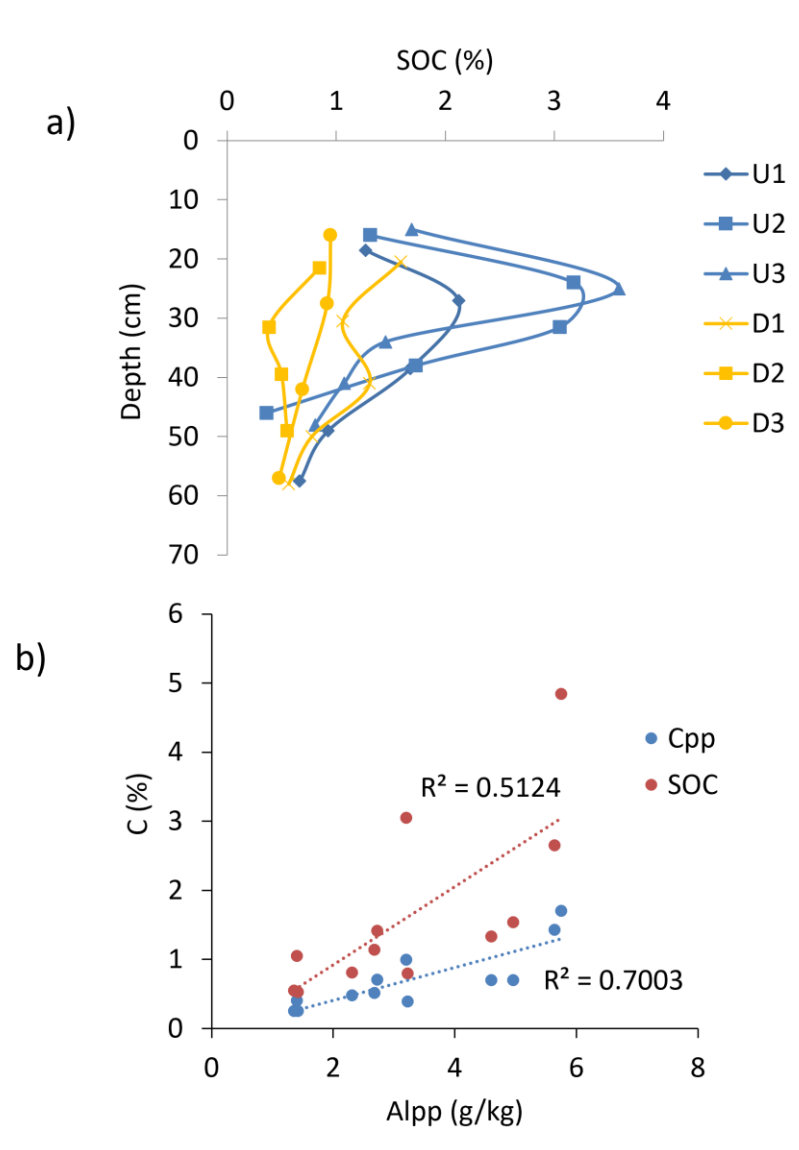 SOC (%)
0 1 2 3 4
a)
0
10
20
30
40
50
60
70
Depth (cm)
U1
U2
U3
D1
D2
D3
b)
6
5
4
3
2
1
0
C (%)
Cpp
SOC
R² = 0.5124
R² = 0.7003
0 2 4 6 8
Alpp (g/kg)